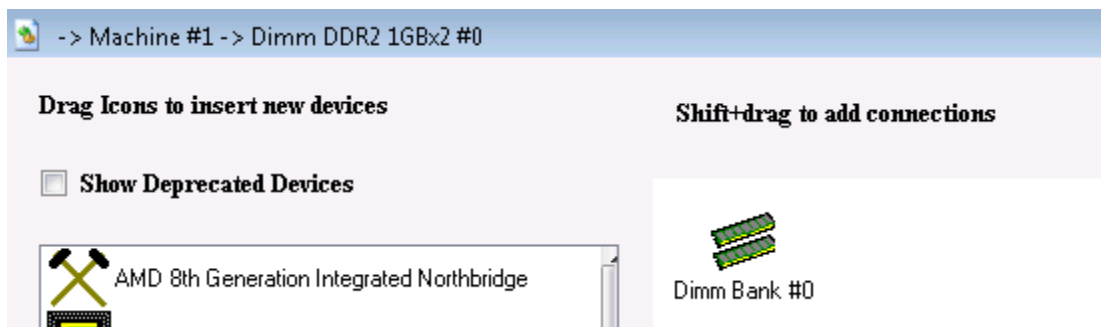 -> Machine #1 -> Dimm DDR2 1GBx2 #0
Drag Icons to insert new devices
Shift+drag to add connections
Show Deprecated Devices
AMD 8th Generation Integrated Northbridge
Dimm Bank #0